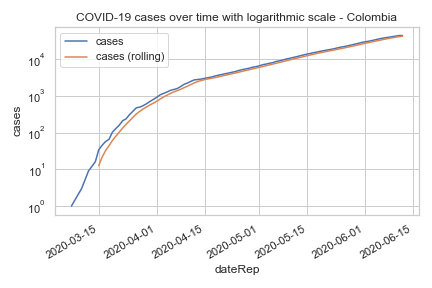 COVID-19 cases over time with logarithmic scale - Colombia
cases
cases (rolling)
cases
10⁴
10³
10²
10¹
10⁰
2020-03-15
2020-04-01
2020-04-15
2020-05-01
2020-05-15
2020-06-01
2020-06-15
dateRep